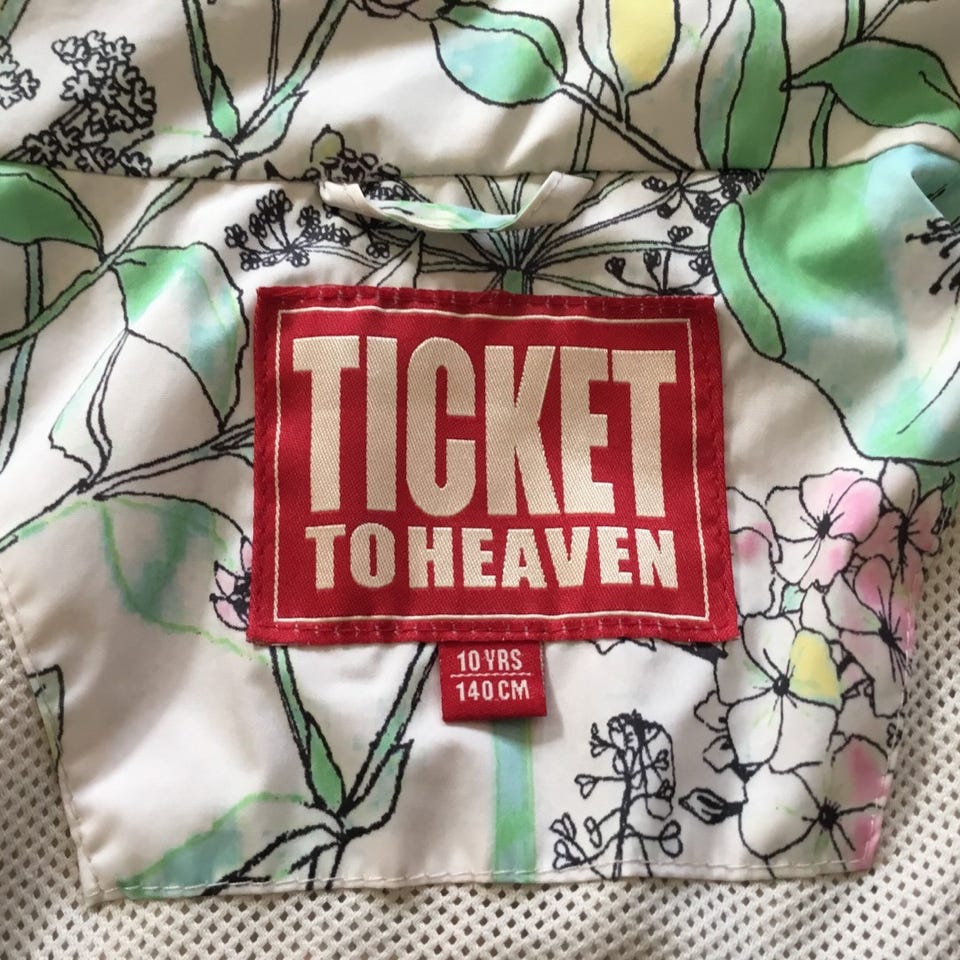 TICKET
TO HEAVEN
10 YRS
140 CM